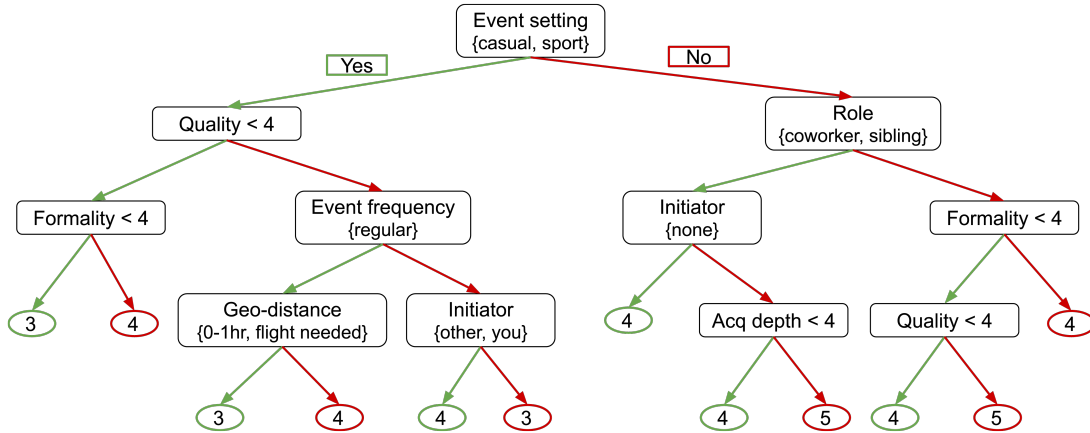 Event setting
{casual, sport}
Yes
No
Quality < 4
Role
{coworker, sibling}
Formality < 4
Event frequency
{regular}
Initiator
{none}
Formality < 4
Geo-distance
{0-1hr, flight needed}
Initiator
{other, you}
3
4
4
Acq depth < 4
Quality < 4
4
3
4
4
3
4
5
4
5